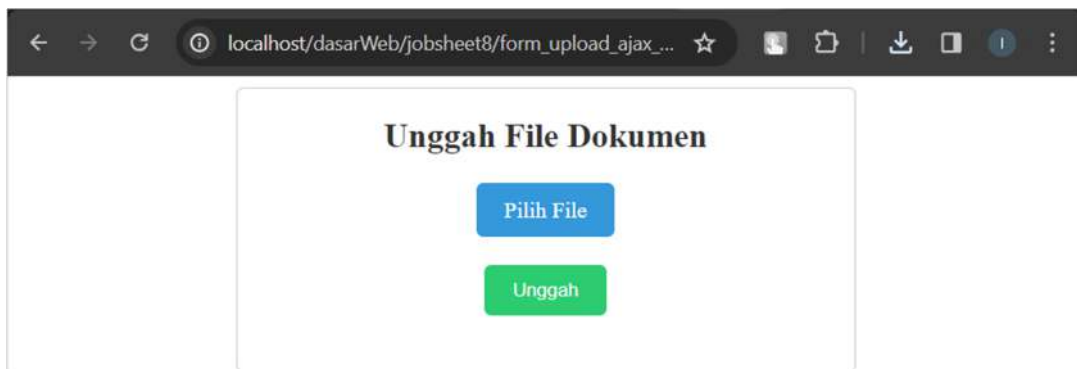 localhost/dasarWeb/jobsheet8/form_upload_ajax_...
I
Unggah File Dokumen
Pilih File
Unggah